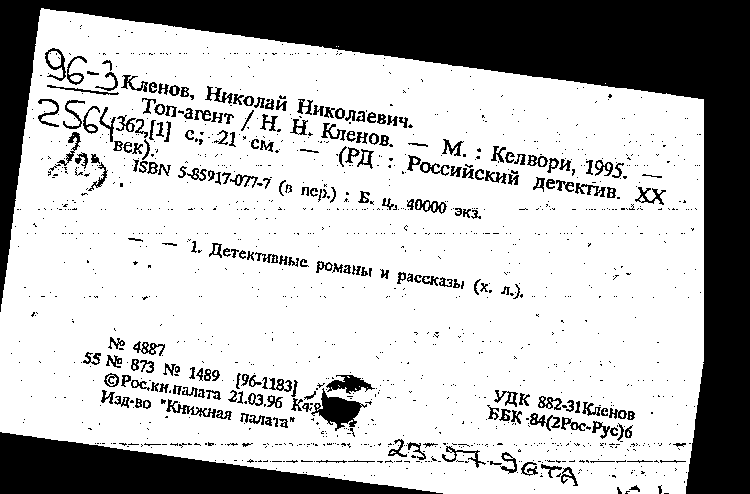 96-3
2564
Кленов, Николай Николаевич.
Топ-агент / Н. Н. Кленов. — М. : Келвори, 1995. —
362,[1] с.; 21 см. — (РД : Российский детектив. XX
век).
ISBN 5-85917-077-7 (в пер.) : Б. ц., 40000 экз.
— — 1. Детективные романы и рассказы (х. л.).
№ 4887
55 № 873 № 1489 [96-1183]
©Рос.кн.палата 21.03.96
Изд-во "Книжная палата"
УДК 882-31Кленов
ББК 84(2Рос-Рус)6